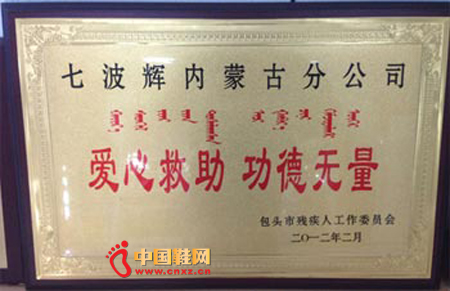 七波辉内蒙古分公司
爱心救助 功德无量
包头市残疾人工作委员会
二〇一二年二月
中国鞋网
www.cnxz.cn